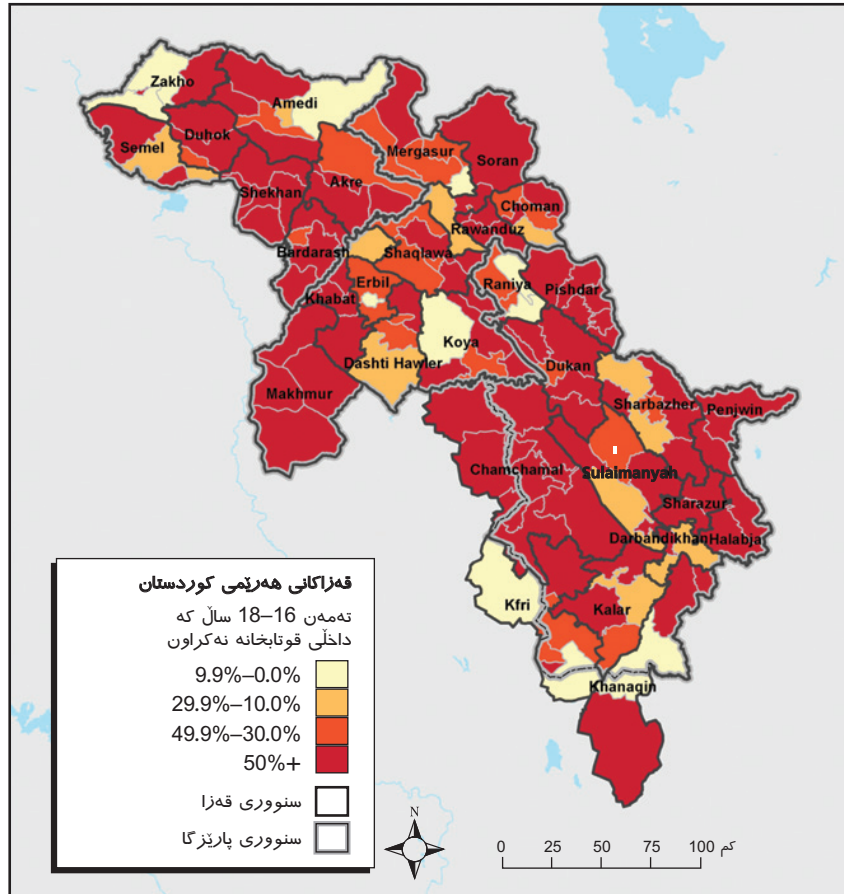 Zakho
Amedi
Semel
Duhok
Mergasur
Soran
Shekhan
Akre
Choman
Rawanduz
Bardarash
Shaqlawa
Erbil
Raniya
Pishdar
Khabat
Koya
Dashti Hawler
Dukan
Makhmur
Sharbazher
Penjwin
Chamchamal
Sulaimanyah
Sharazur
Darbandikhan
Halabja
Kfri
Kalar
Khanaqin
قەزاکانی هەرێمی کوردستان
تەمەن 16–18 ساڵ کە
داخڵی قوتابخانە نەکراون
9.9%–0.0%
29.9%–10.0%
49.9%–30.0%
50%+
سنووری قەزا
سنووری پارێزگا
N
0 25 50 75 100 کم